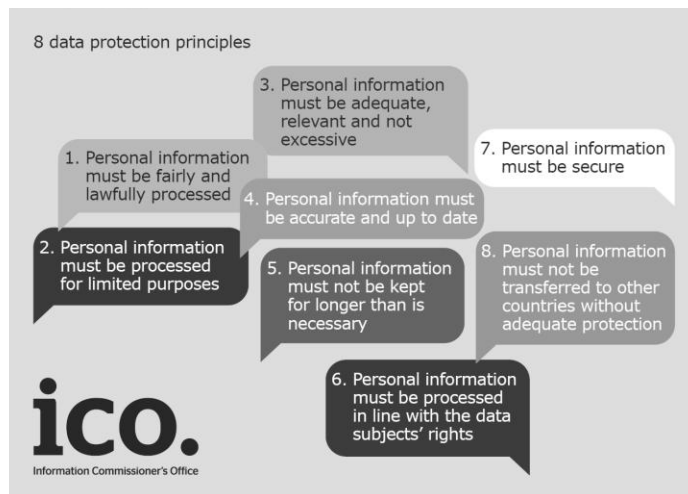 8 data protection principles
1. Personal information
must be fairly and
lawfully processed
2. Personal information
must be processed
for limited purposes
3. Personal information
must be adequate,
relevant and not
excessive
4. Personal information must
be accurate and up to date
5. Personal information
must not be kept
for longer than is
necessary
6. Personal information
must be processed
in line with the data
subjects’ rights
7. Personal information
must be secure
8. Personal information
must not be
transferred to other
countries without
adequate protection
ico.
Information Commissioner’s Office